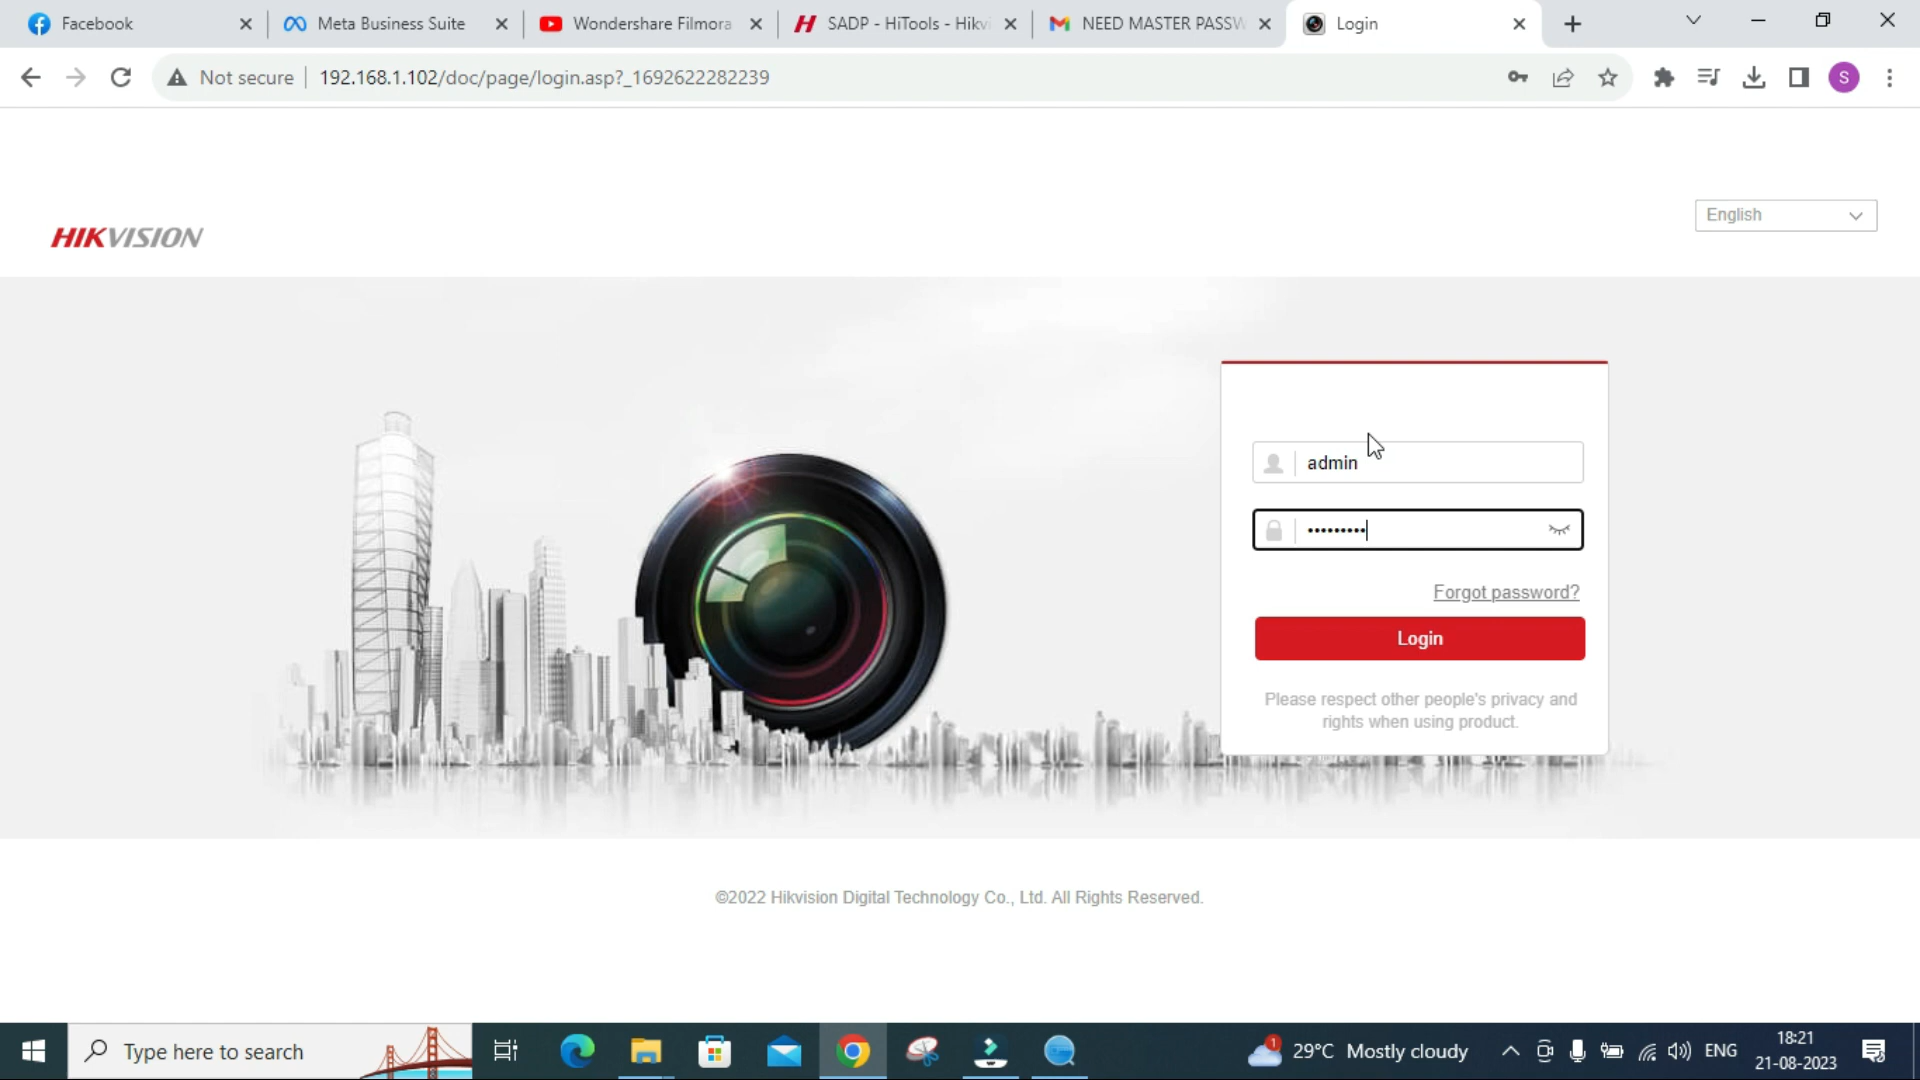 Facebook
Meta Business Suite
Wondershare Filmora
SADP - HiTools - Hikvi
NEED MASTER PASSW
Login
S
Not secure
192.168.1.102/doc/page/login.asp?_1692622282239
HIKVISION
English
admin
•••••••••
Forgot password?
Login
Please respect other people's privacy and
rights when using product.
©2022 Hikvision Digital Technology Co., Ltd. All Rights Reserved.
Type here to search
1
29°C Mostly cloudy
ENG
18:21
21-08-2023